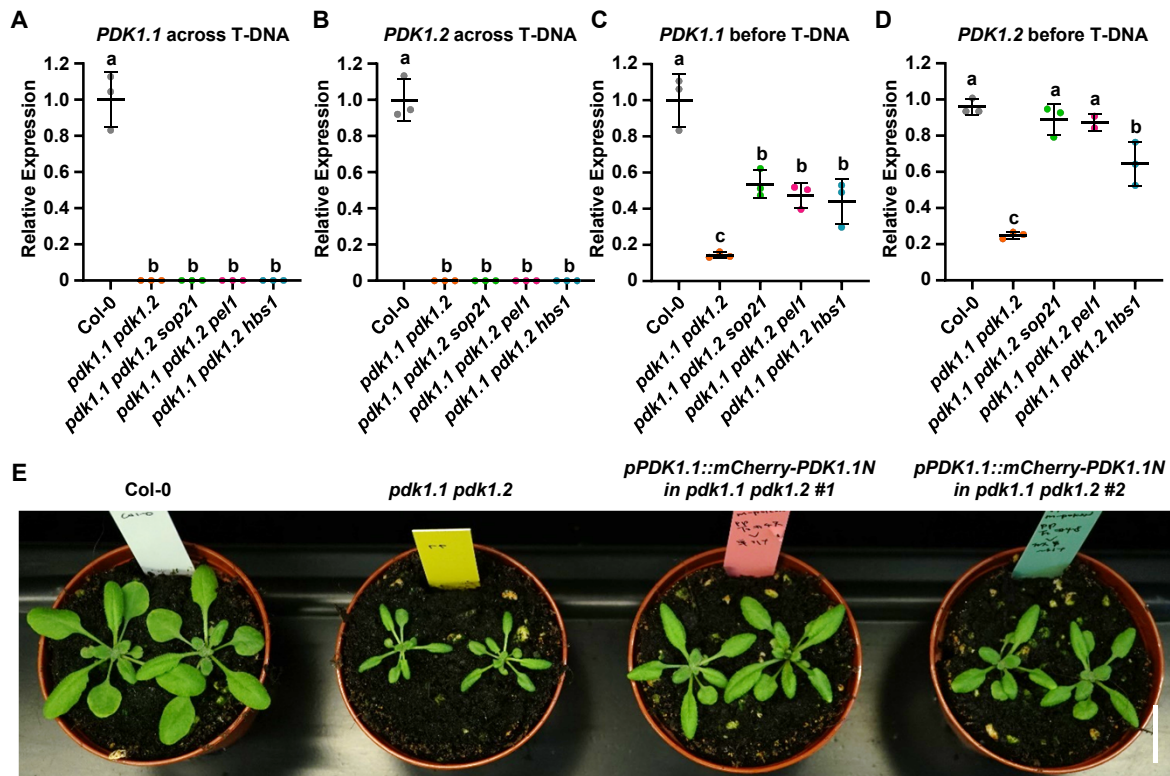 A
PDK1.1 across T-DNA
Relative Expression
1.2
1.0
0.8
0.6
0.4
0.2
0
a
b
b
b
b
Col-0
pdk1.1 pdk1.2
pdk1.1 pdk1.2 sop21
pdk1.1 pdk1.2 pel1
pdk1.1 pdk1.2 hbs1
B
PDK1.2 across T-DNA
Relative Expression
1.2
1.0
0.8
0.6
0.4
0.2
0
a
b
b
b
b
Col-0
pdk1.1 pdk1.2
pdk1.1 pdk1.2 sop21
pdk1.1 pdk1.2 pel1
pdk1.1 pdk1.2 hbs1
C
PDK1.1 before T-DNA
Relative Expression
1.2
1.0
0.8
0.6
0.4
0.2
0
a
c
b
b
b
Col-0
pdk1.1 pdk1.2
pdk1.1 pdk1.2 sop21
pdk1.1 pdk1.2 pel1
pdk1.1 pdk1.2 hbs1
D
PDK1.2 before T-DNA
Relative Expression
1.2
1.0
0.8
0.6
0.4
0.2
0
a
c
a
a
b
Col-0
pdk1.1 pdk1.2
pdk1.1 pdk1.2 sop21
pdk1.1 pdk1.2 pel1
pdk1.1 pdk1.2 hbs1
E
Col-0
pdk1.1 pdk1.2
pPDK1.1::mCherry-PDK1.1N
in pdk1.1 pdk1.2 #1
pPDK1.1::mCherry-PDK1.1N
in pdk1.1 pdk1.2 #2